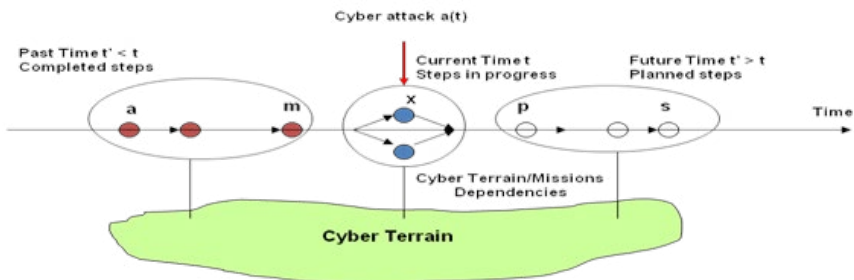 Cyber attack a(t)
Past Time t' < t
Completed steps
Current Time t
Steps in progress
Future Time t' > t
Planned steps
a
m
x
p
s
Time
Cyber Terrain/Missions
Dependencies
Cyber Terrain